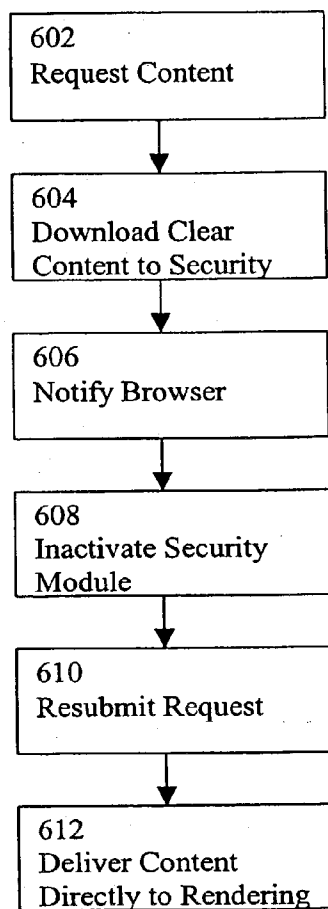 602
Request Content
604
Download Clear
Content to Security
606
Notify Browser
608
Inactivate Security
Module
610
Resubmit Request
612
Deliver Content
Directly to Rendering